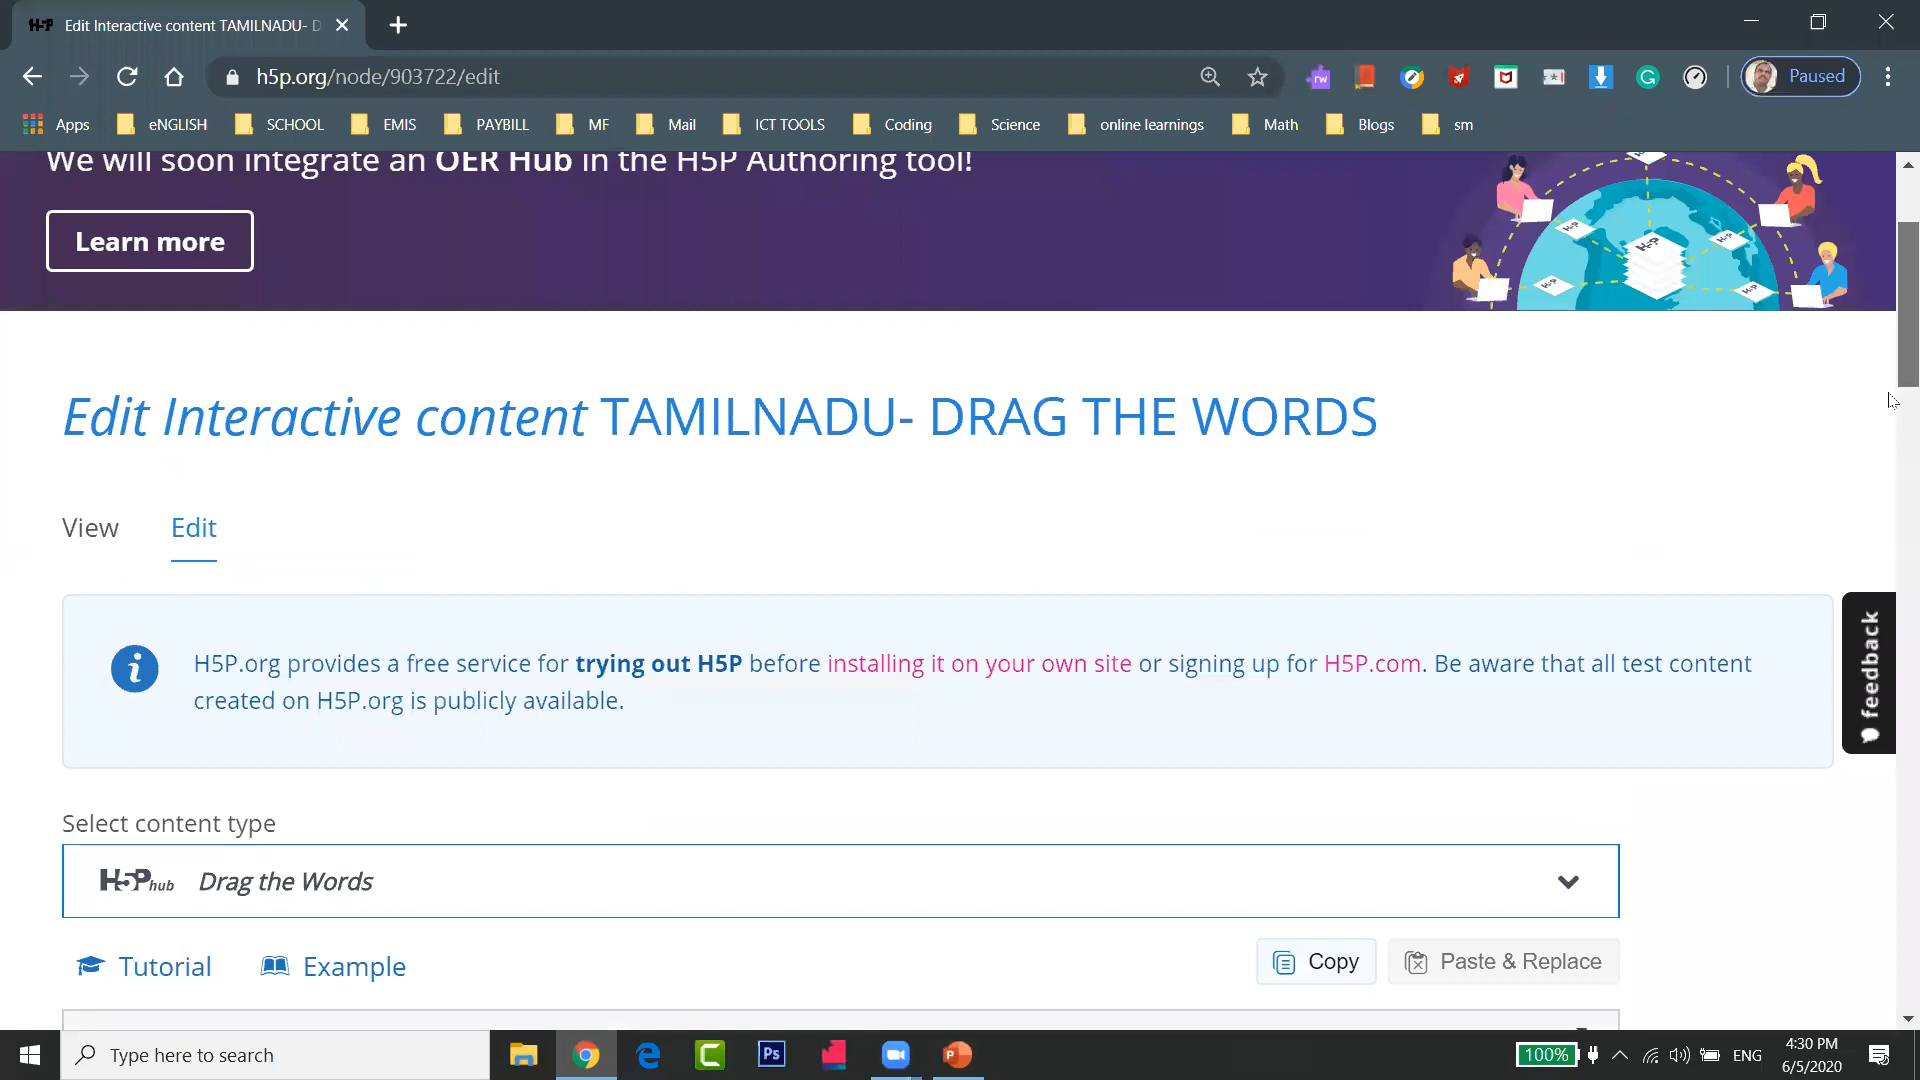 Edit Interactive content TAMILNADU- D
h5p.org/node/903722/edit
Paused
Apps eNGLISH SCHOOL EMIS PAYBILL MF Mail ICT TOOLS Coding Science online learnings Math Blogs sm
We will soon integrate an OER Hub in the H5P Authoring tool!
Learn more
Edit Interactive content TAMILNADU- DRAG THE WORDS
View Edit
H5P.org provides a free service for trying out H5P before installing it on your own site or signing up for H5P.com. Be aware that all test content
created on H5P.org is publicly available.
feedback
Select content type
H5P hub Drag the Words
Tutorial Example Copy Paste & Replace
Type here to search
100% ENG 4:30 PM
6/5/2020